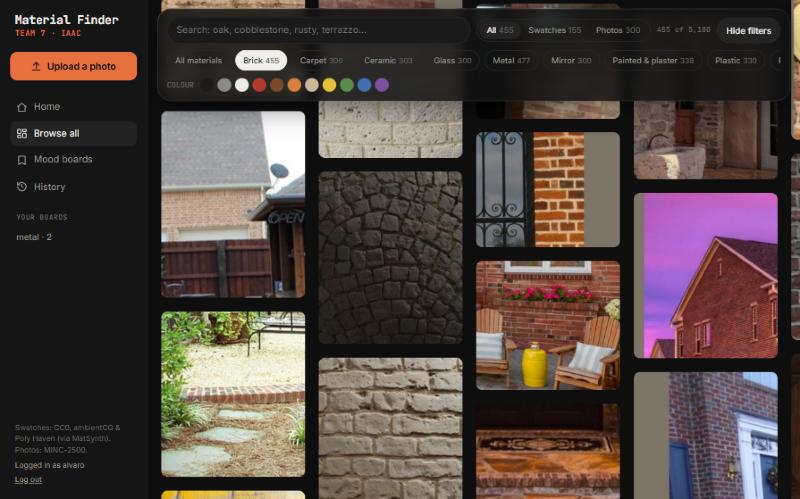 Material Finder
TEAM 7 · IAAC
Upload a photo
Home
Browse all
Mood boards
History
YOUR BOARDS
metal · 2
Swatches: CC0, ambientCG &
Poly Haven (via MatSynth).
Photos: MINC-2500.
Logged in as alvaro
Log out
Search: oak, cobblestone, rusty, terrazzo...
All 455
Swatches 155
Photos 300
455 of 5,180
Hide filters
All materials
Brick 455
Carpet 306
Ceramic 303
Glass 300
Metal 477
Mirror 300
Painted & plaster 338
Plastic 330
COLOUR
OPEN